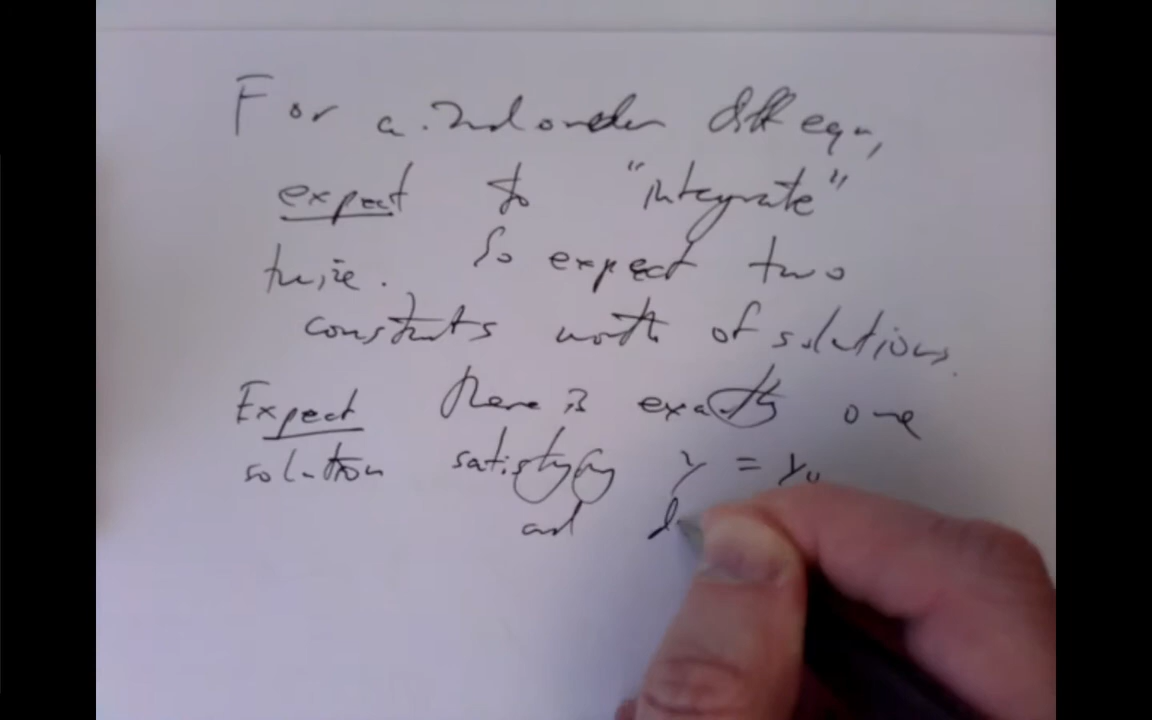 For a 2nd order diff eqn,
expect to "integrate"
twice. So expect two
constants worth of solutions.
Expect there is exactly one
solution satisfying y = y₀
and d